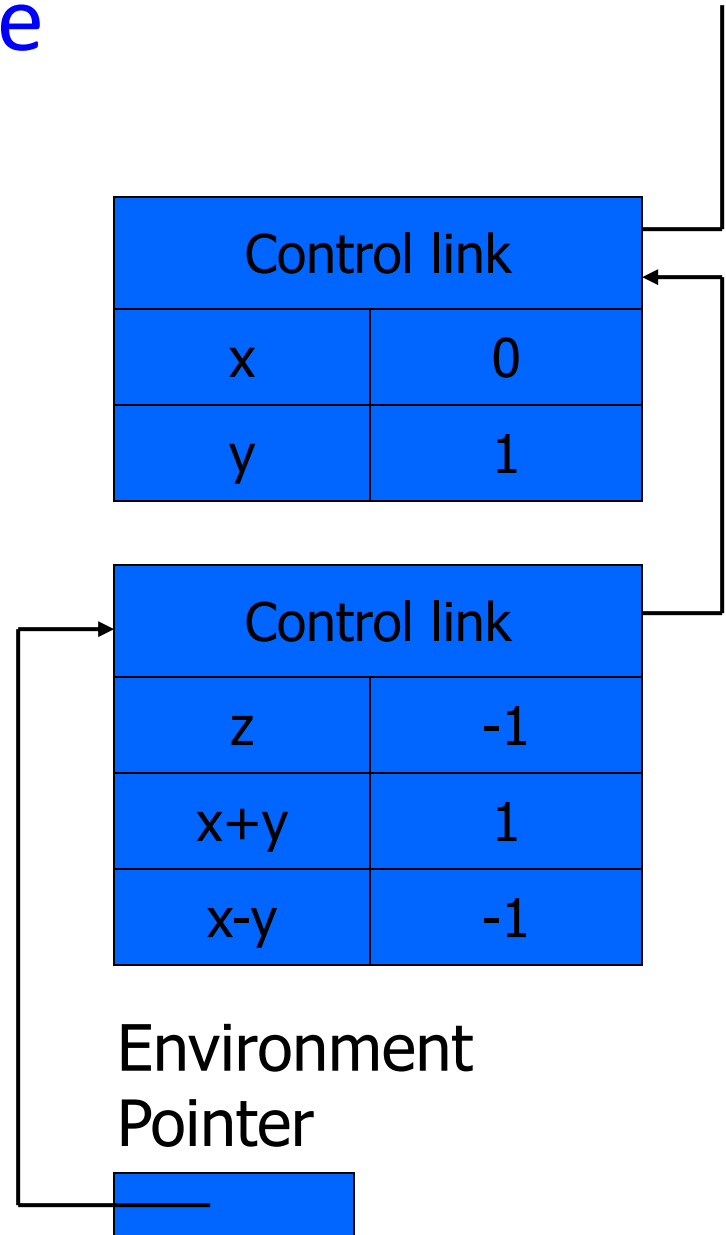 e
Control link
x 0
y 1
Control link
z -1
x+y 1
x-y -1
Environment
Pointer